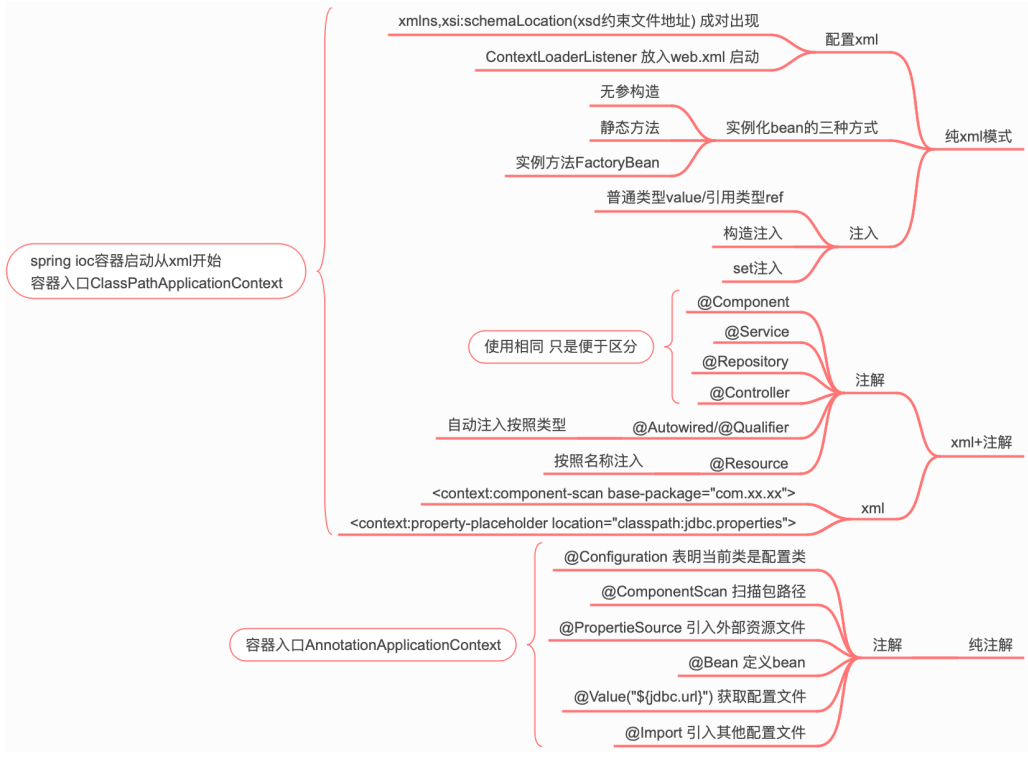 xmlns,xsi:schemaLocation(xsd约束文件地址) 成对出现
配置xml
ContextLoaderListener 放入web.xml 启动
无参构造
静态方法
实例化bean的三种方式
纯xml模式
实例方法FactoryBean
普通类型value/引用类型ref
构造注入
注入
set注入
spring ioc容器启动从xml开始
容器入口ClassPathApplicationContext
@Component
@Service
使用相同 只是便于区分
@Repository
注解
@Controller
自动注入按照类型
@Autowired/@Qualifier
xml+注解
按照名称注入
@Resource
<context:component-scan base-package="com.xx.xx">
xml
<context:property-placeholder location="classpath:jdbc.properties">
@Configuration 表明当前类是配置类
@ComponentScan 扫描包路径
@PropertieSource 引入外部资源文件
容器入口AnnotationApplicationContext
注解
纯注解
@Bean 定义bean
@Value("${jdbc.url}") 获取配置文件
@Import 引入其他配置文件